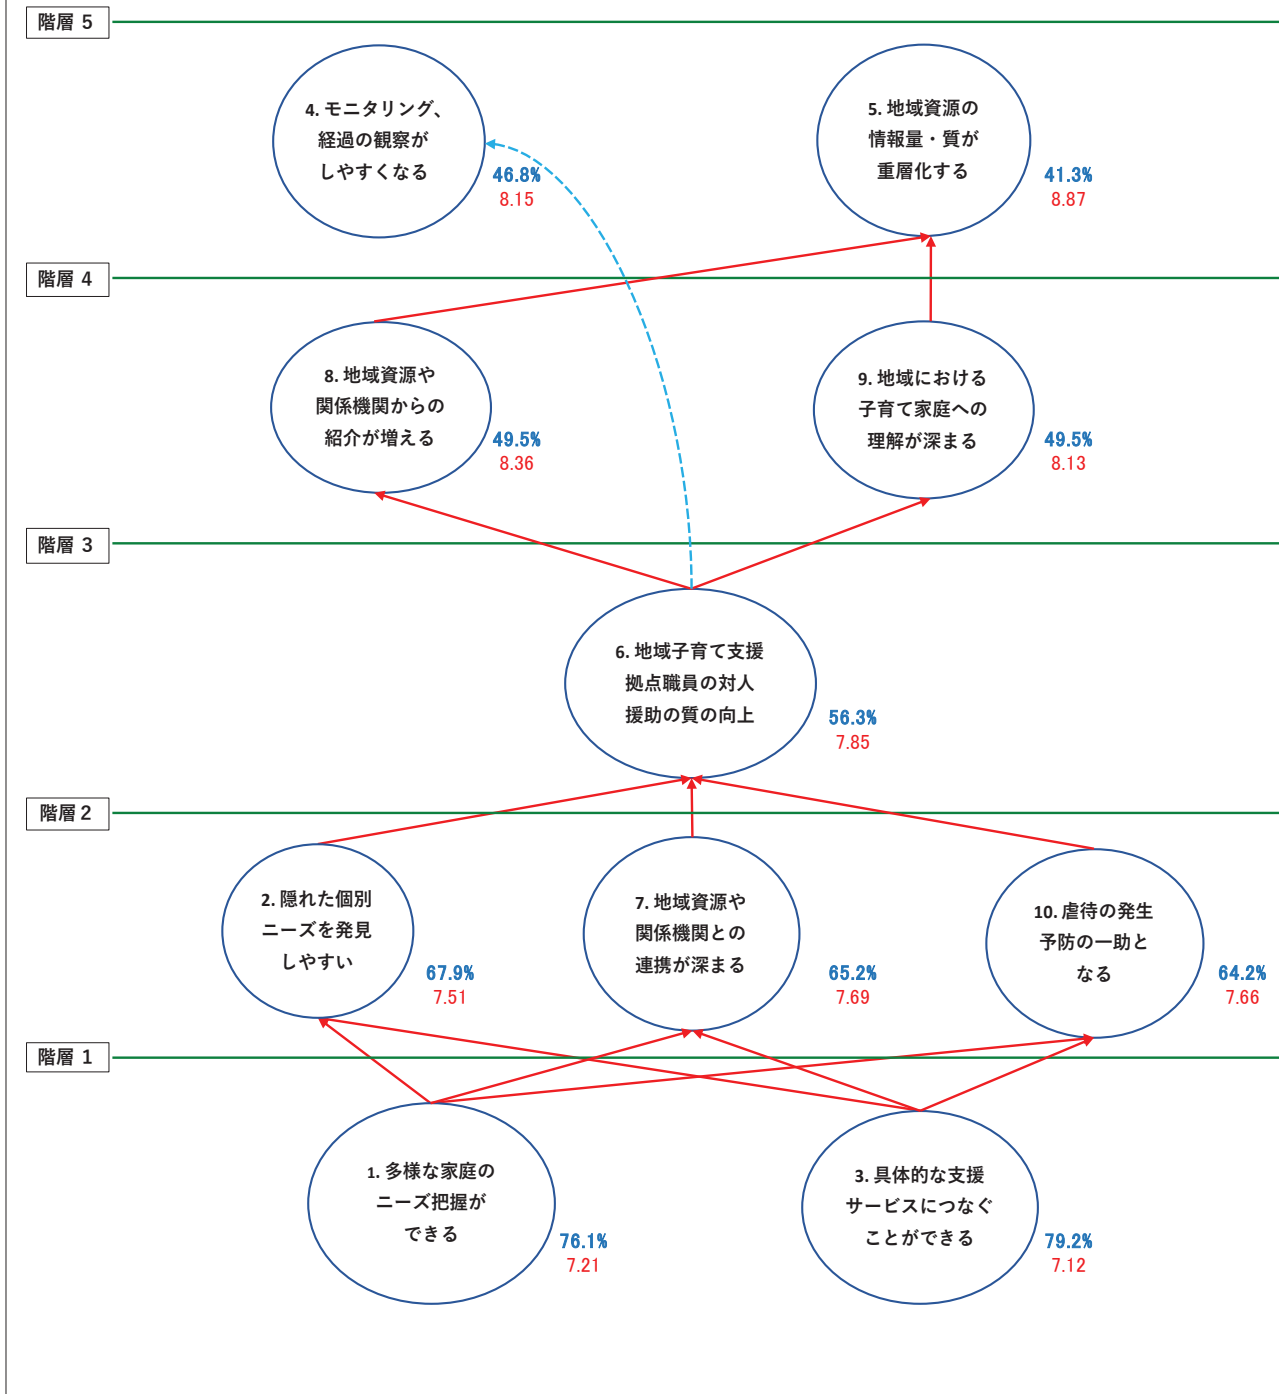 階層 5
4. モニタリング、
経過の観察が
しやすくなる
46.8%
8.15
5. 地域資源の
情報量・質が
重層化する
41.3%
8.87
階層 4
8. 地域資源や
関係機関からの
紹介が増える
49.5%
8.36
9. 地域における
子育て家庭への
理解が深まる
49.5%
8.13
階層 3
6. 地域子育て支援
拠点職員の対人
援助の質の向上
56.3%
7.85
階層 2
2. 隠れた個別
ニーズを発見
しやすい
67.9%
7.51
7. 地域資源や
関係機関との
連携が深まる
65.2%
7.69
10. 虐待の発生
予防の一助と
なる
64.2%
7.66
階層 1
1. 多様な家庭の
ニーズ把握が
できる
76.1%
7.21
3. 具体的な支援
サービスにつなぐ
ことができる
79.2%
7.12